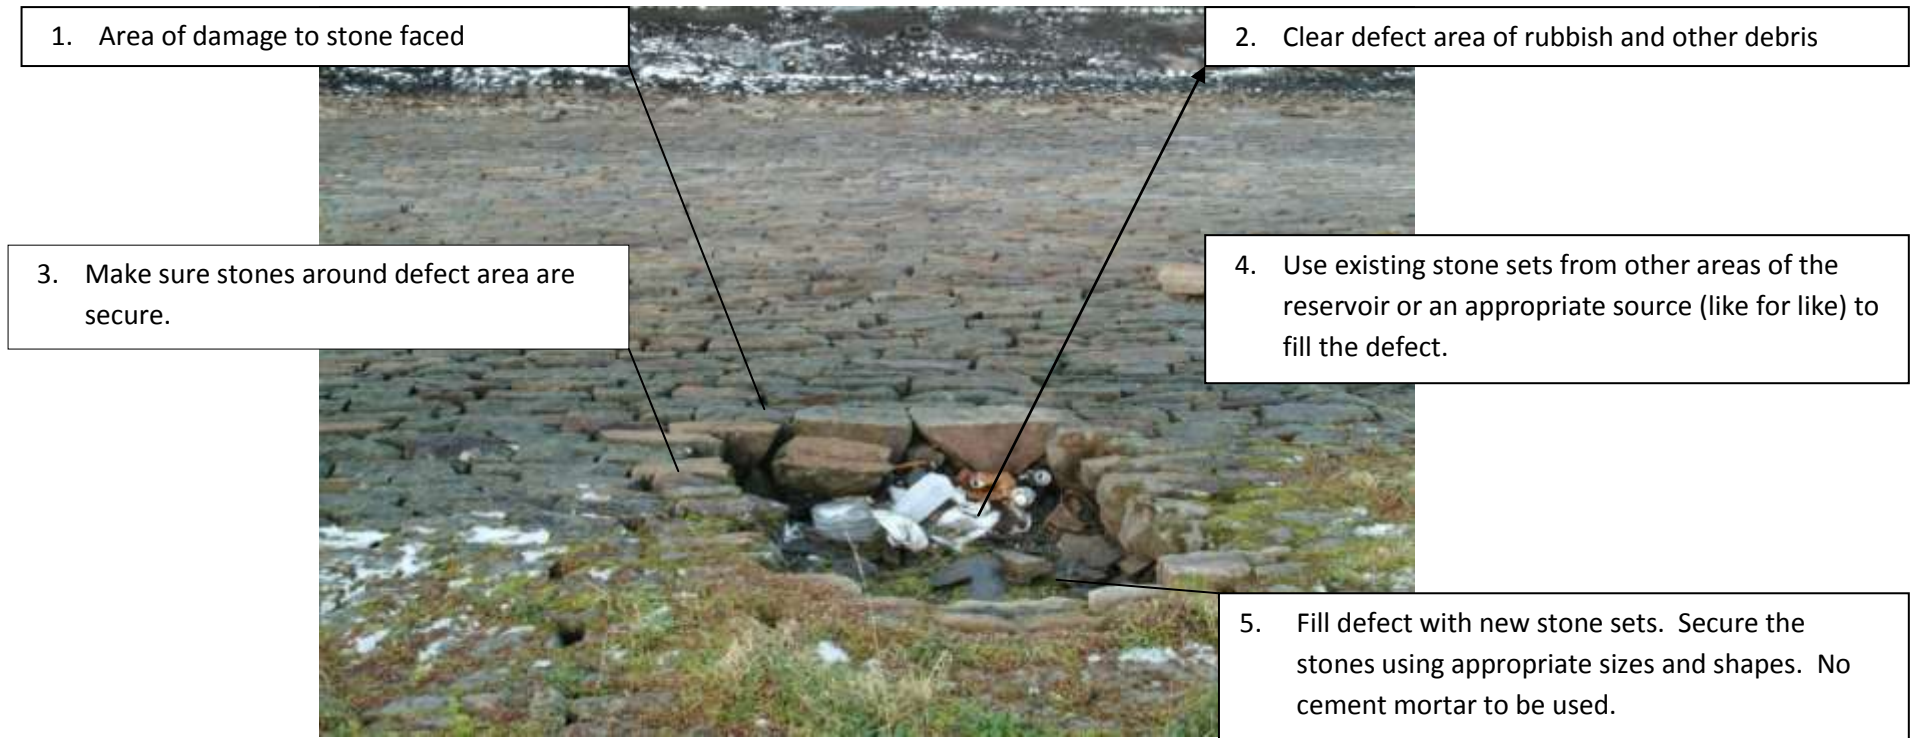 1. Area of damage to stone faced
2. Clear defect area of rubbish and other debris
3. Make sure stones around defect area are
secure.
4. Use existing stone sets from other areas of the
reservoir or an appropriate source (like for like) to
fill the defect.
5. Fill defect with new stone sets. Secure the
stones using appropriate sizes and shapes. No
cement mortar to be used.